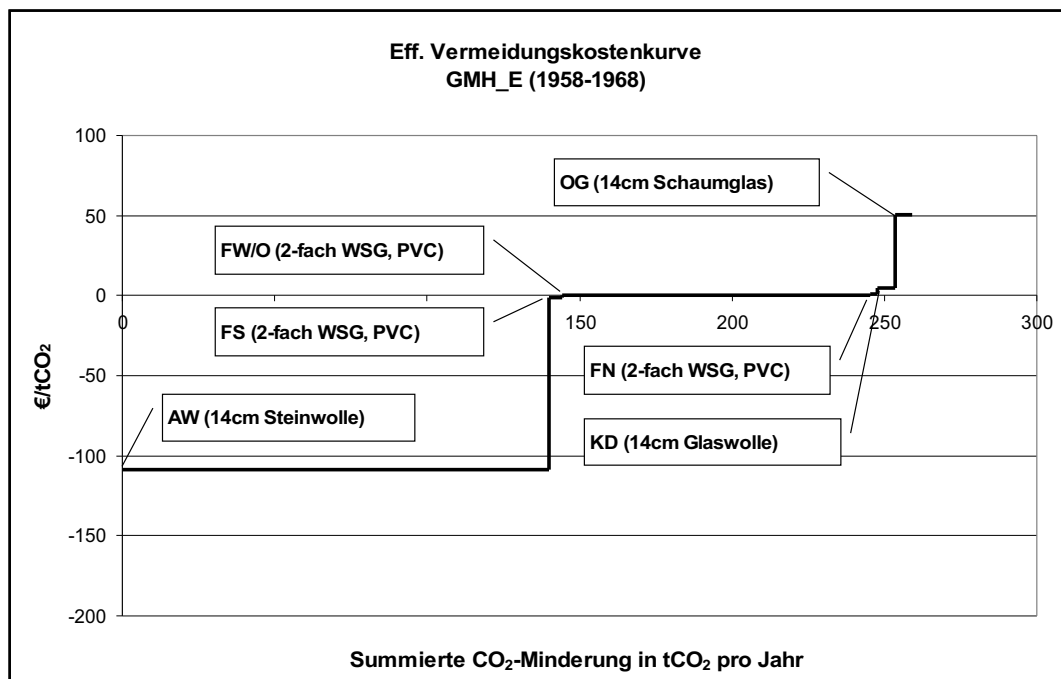 Eff. Vermeidungskostenkurve
GMH_E (1958-1968)
100
50
0
-50
-100
-150
-200
€/tCO₂
OG (14cm Schaumglas)
FW/O (2-fach WSG, PVC)
0
150
200
250
300
FS (2-fach WSG, PVC)
FN (2-fach WSG, PVC)
AW (14cm Steinwolle)
KD (14cm Glaswolle)
Summierte CO₂-Minderung in tCO₂ pro Jahr